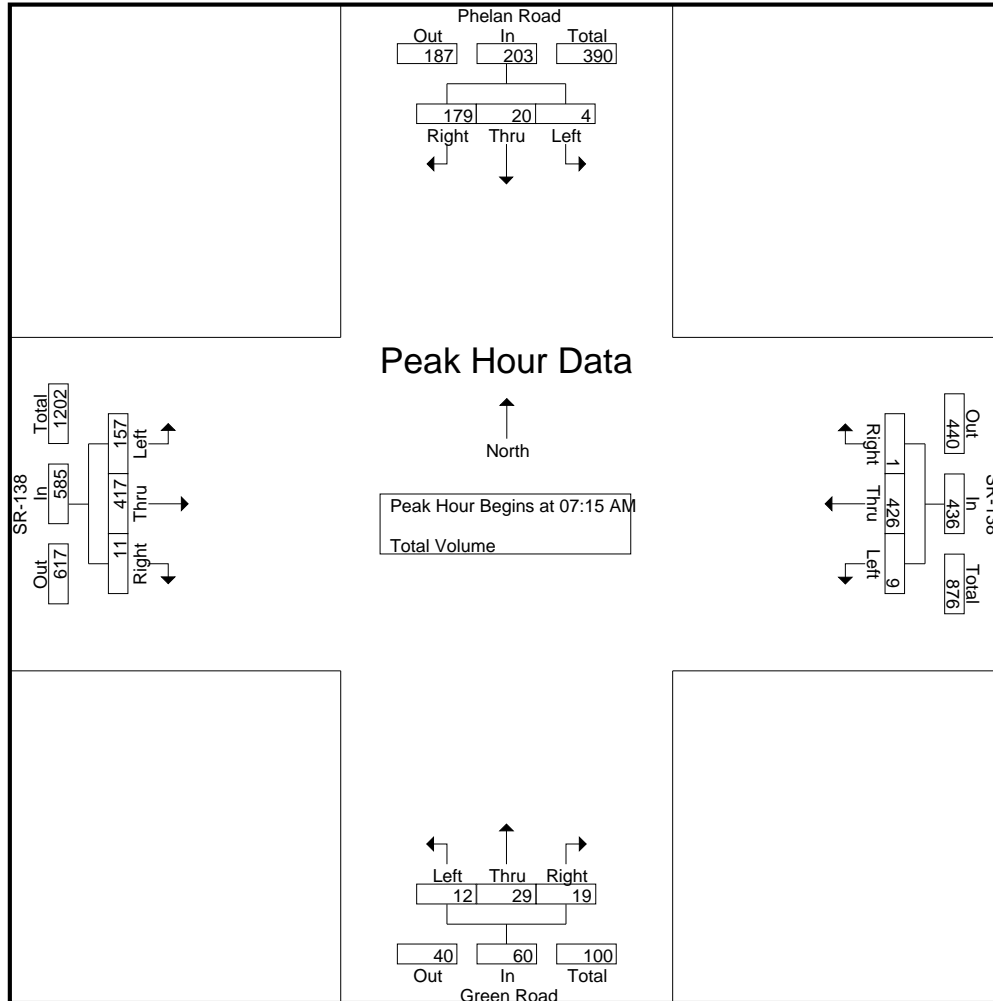 Phelan Road
Out In Total
187 203 390
179 20 4
Right Thru Left
Peak Hour Data
North
Peak Hour Begins at 07:15 AM
Total Volume
SR-138
Total In Out
1202 585 617
157 417 11
Left Thru Right
Right Thru Left
1 426 9
Out In Total
440 436 876
SR-138
Left Thru Right
12 29 19
40 60 100
Out In Total
Green Road